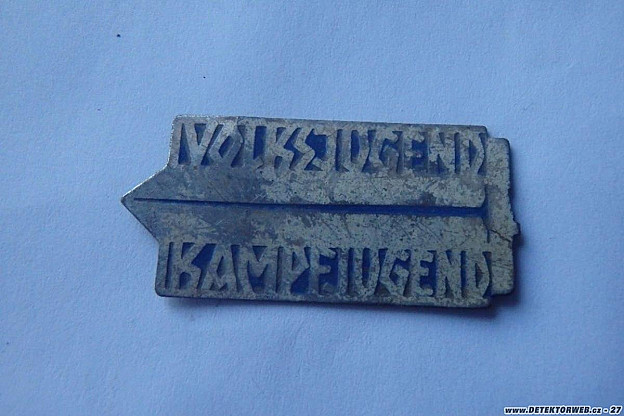 VOLKSJUGEND
KAMPFJUGEND
www.DETEKTORWEB.cz - 27